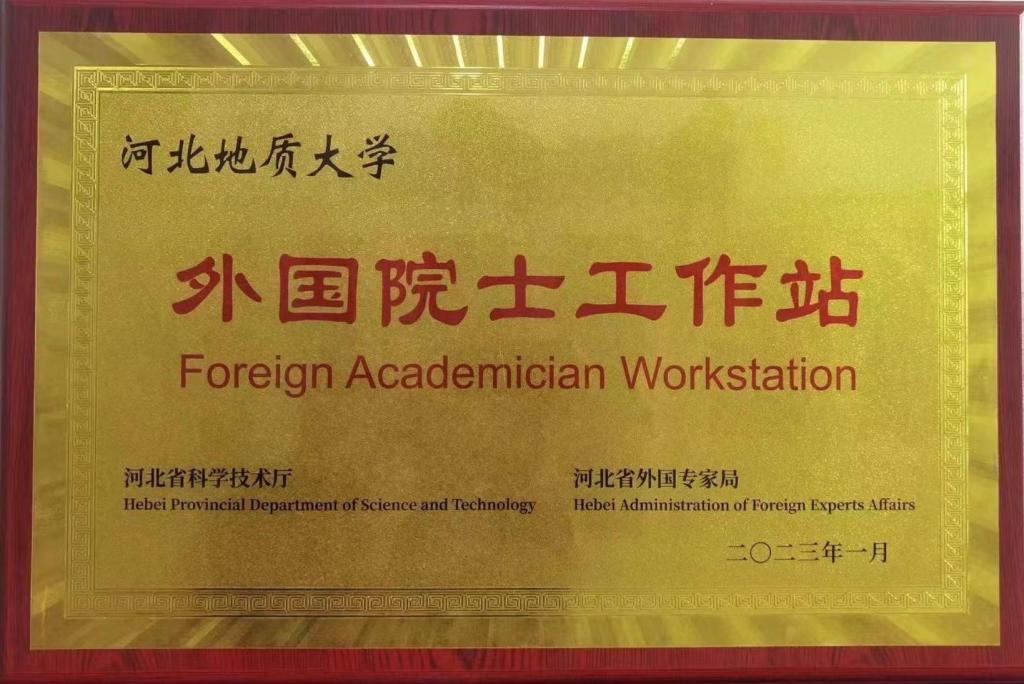 河北地质大学
外国院士工作站
Foreign Academician Workstation
河北省科学技术厅
Hebei Provincial Department of Science and Technology
河北省外国专家局
Hebei Administration of Foreign Experts Affairs
二〇二三年一月